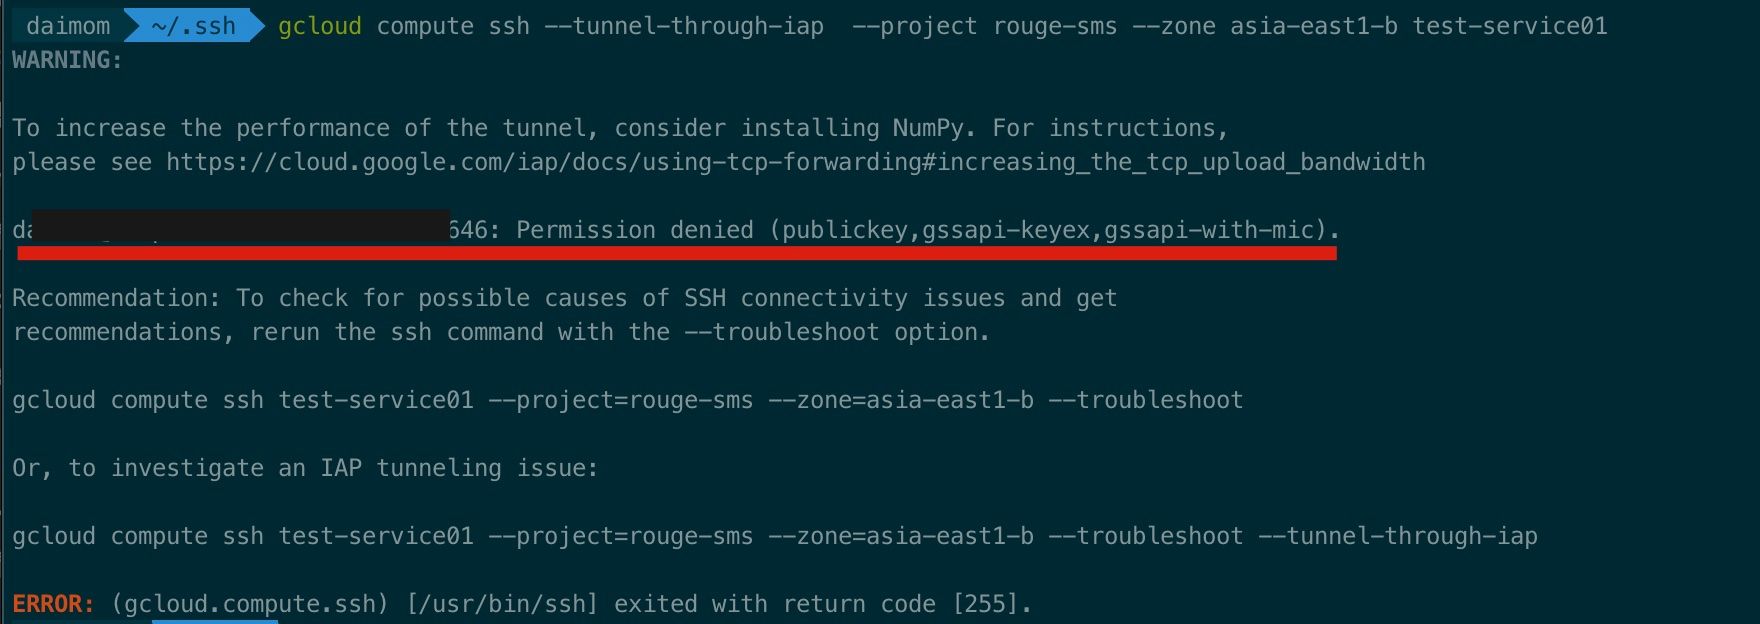 daimom ~/.ssh gcloud compute ssh --tunnel-through-iap  --project rouge-sms --zone asia-east1-b test-service01
WARNING:
To increase the performance of the tunnel, consider installing NumPy. For instructions,
please see https://cloud.google.com/iap/docs/using-tcp-forwarding#increasing_the_tcp_upload_bandwidth
da 646: Permission denied (publickey,gssapi-keyex,gssapi-with-mic).
Recommendation: To check for possible causes of SSH connectivity issues and get
recommendations, rerun the ssh command with the --troubleshoot option.
gcloud compute ssh test-service01 --project=rouge-sms --zone=asia-east1-b --troubleshoot
Or, to investigate an IAP tunneling issue:
gcloud compute ssh test-service01 --project=rouge-sms --zone=asia-east1-b --troubleshoot --tunnel-through-iap
ERROR: (gcloud.compute.ssh) [/usr/bin/ssh] exited with return code [255].